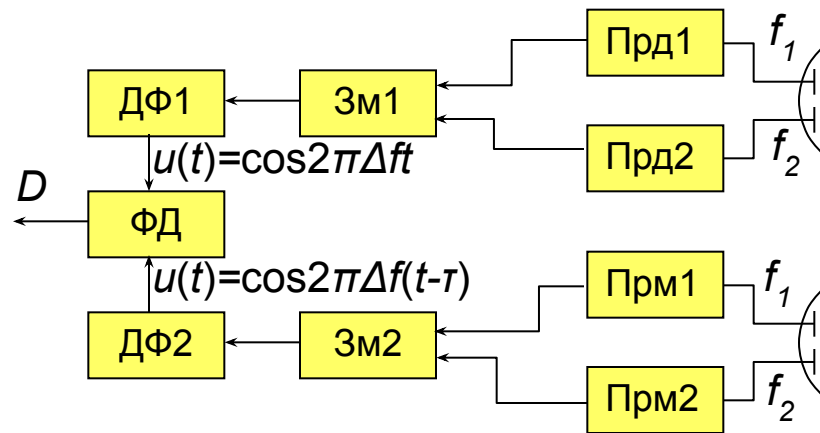 Прд1
f1
ДФ1
Зм1
Прд2
f2
u(t)=cos2πΔft
D
ФД
u(t)=cos2πΔf(t-τ)
Прм1
f1
ДФ2
Зм2
Прм2
f2